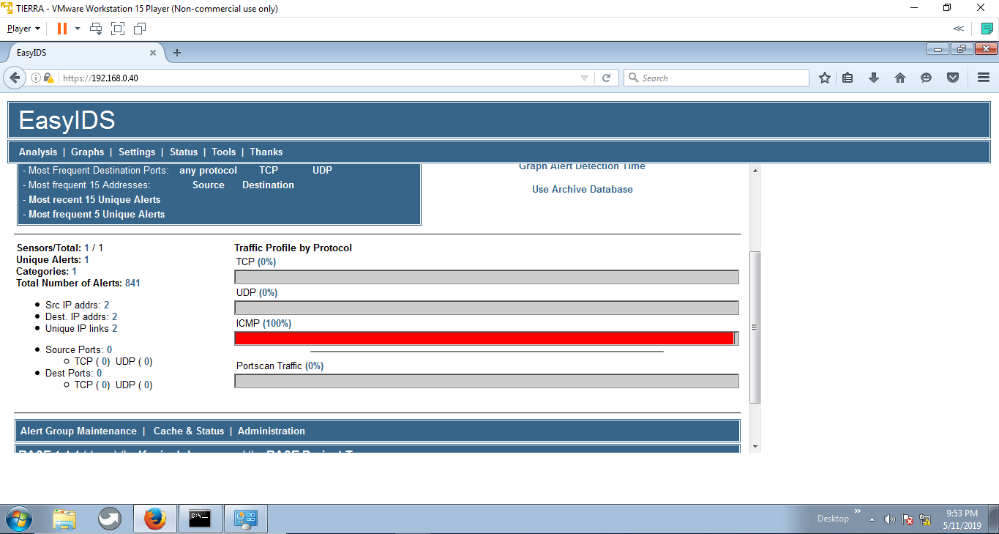 TIERRA - VMware Workstation 15 Player (Non-commercial use only)
Player
EasyIDS
https://192.168.0.40
Search
EasyIDS
Analysis | Graphs | Settings | Status | Tools | Thanks
- Most Frequent Destination Ports: any protocol TCP UDP
- Most frequent 15 Addresses: Source Destination
- Most recent 15 Unique Alerts
- Most frequent 5 Unique Alerts
Graph Alert Detection Time
Use Archive Database
Sensors/Total: 1 / 1
Unique Alerts: 1
Categories: 1
Total Number of Alerts: 841
Src IP addrs: 2
Dest. IP addrs: 2
Unique IP links 2
Source Ports: 0
TCP ( 0) UDP ( 0)
Dest Ports: 0
TCP ( 0) UDP ( 0)
Traffic Profile by Protocol
TCP (0%)
UDP (0%)
ICMP (100%)
Portscan Traffic (0%)
Alert Group Maintenance | Cache & Status | Administration
C:\
Desktop
9:53 PM
5/11/2019